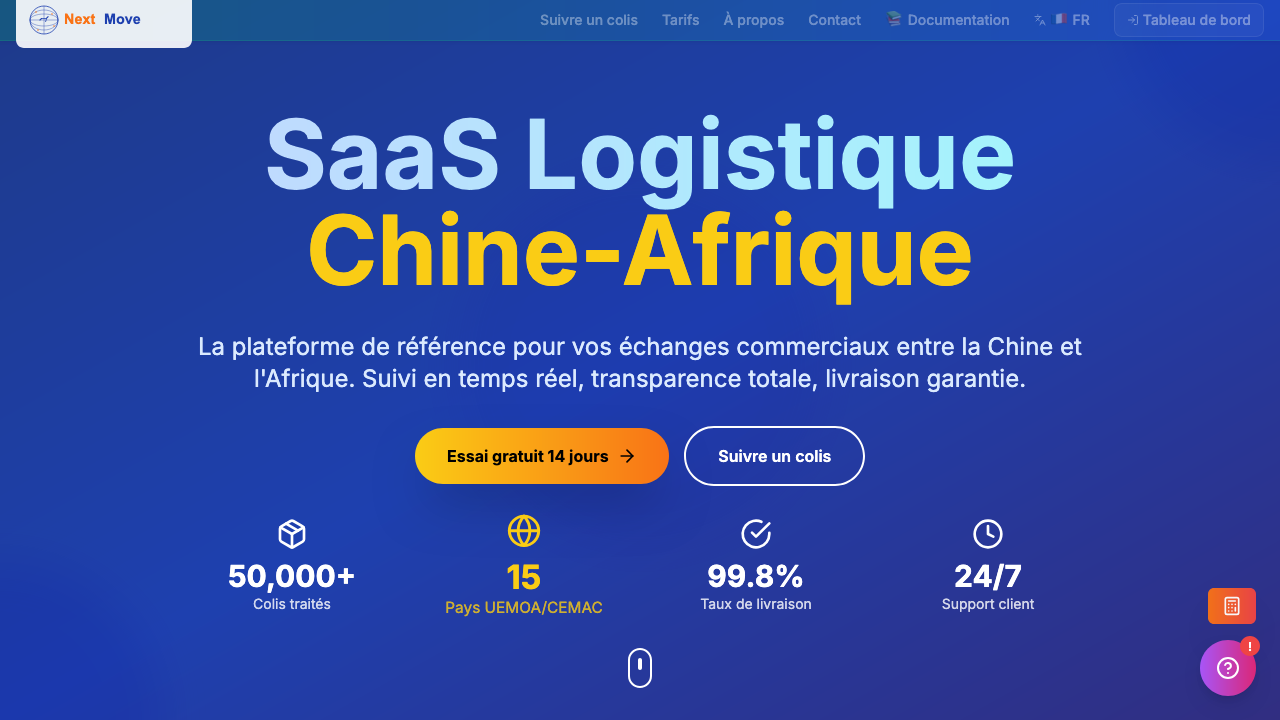 Next Move
Suivre un colis
Tarifs
À propos
Contact
Documentation
FR
Tableau de bord
SaaS Logistique
Chine-Afrique
La plateforme de référence pour vos échanges commerciaux entre la Chine et
l'Afrique. Suivi en temps réel, transparence totale, livraison garantie.
Essai gratuit 14 jours
Suivre un colis
50,000+
Colis traités
15
Pays UEMOA/CEMAC
99.8%
Taux de livraison
24/7
Support client
!